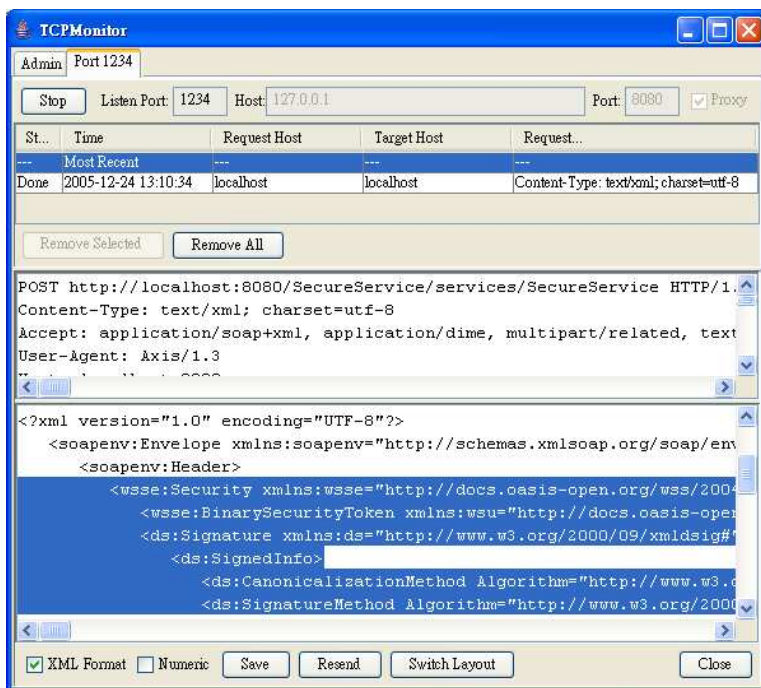 TCPMonitor
Admin Port 1234
Stop Listen Port: 1234 Host: 127.0.0.1 Port: 8080 Proxy
St... Time Request Host Target Host Request...
--- Most Recent --- --- ---
Done 2005-12-24 13:10:34 localhost localhost Content-Type: text/xml; charset=utf-8
Remove Selected Remove All
POST http://localhost:8080/SecureService/services/SecureService HTTP/1.
Content-Type: text/xml; charset=utf-8
Accept: application/soap+xml, application/dime, multipart/related, text
User-Agent: Axis/1.3
<?xml version="1.0" encoding="UTF-8"?>
<soapenv:Envelope xmlns:soapenv="http://schemas.xmlsoap.org/soap/env
<soapenv:Header>
<wsse:Security xmlns:wsse="http://docs.oasis-open.org/wss/2004
<wsse:BinarySecurityToken xmlns:wsu="http://docs.oasis-open
<ds:Signature xmlns:ds="http://www.w3.org/2000/09/xmldsig#"
<ds:SignedInfo>
<ds:CanonicalizationMethod Algorithm="http://www.w3.o
<ds:SignatureMethod Algorithm="http://www.w3.org/2000
XML Format Numeric Save Resend Switch Layout Close